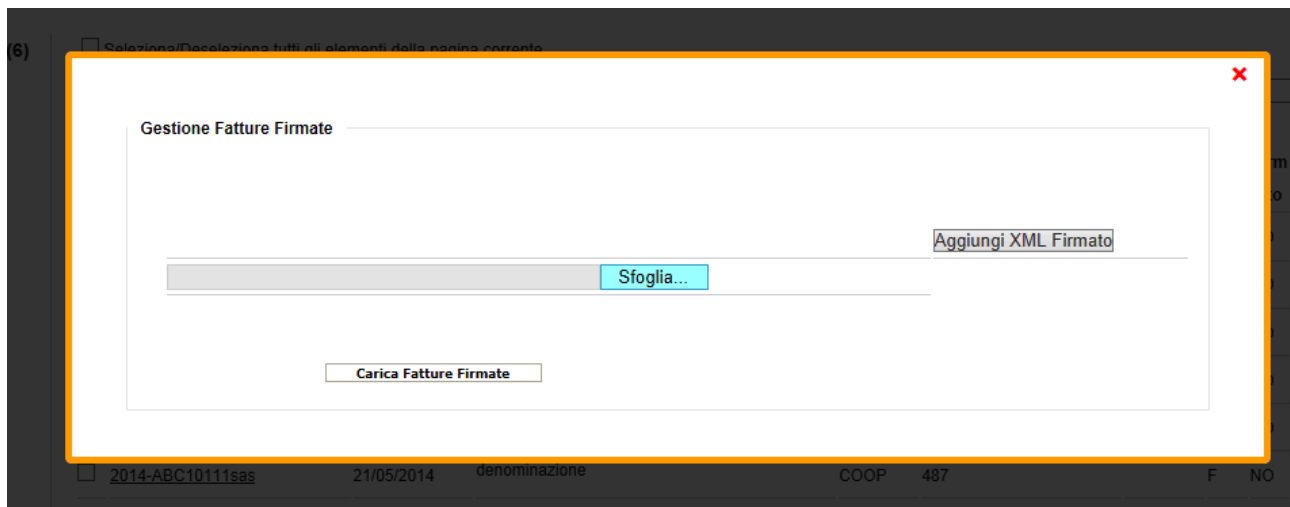 (6)
Seleziona/Deseleziona tutti gli elementi della pagina corrente
Gestione Fatture Firmate
Aggiungi XML Firmato
Sfoglia...
Carica Fatture Firmate
2014-ABC10111sas 21/05/2014 denominazione COOP 487 F NO